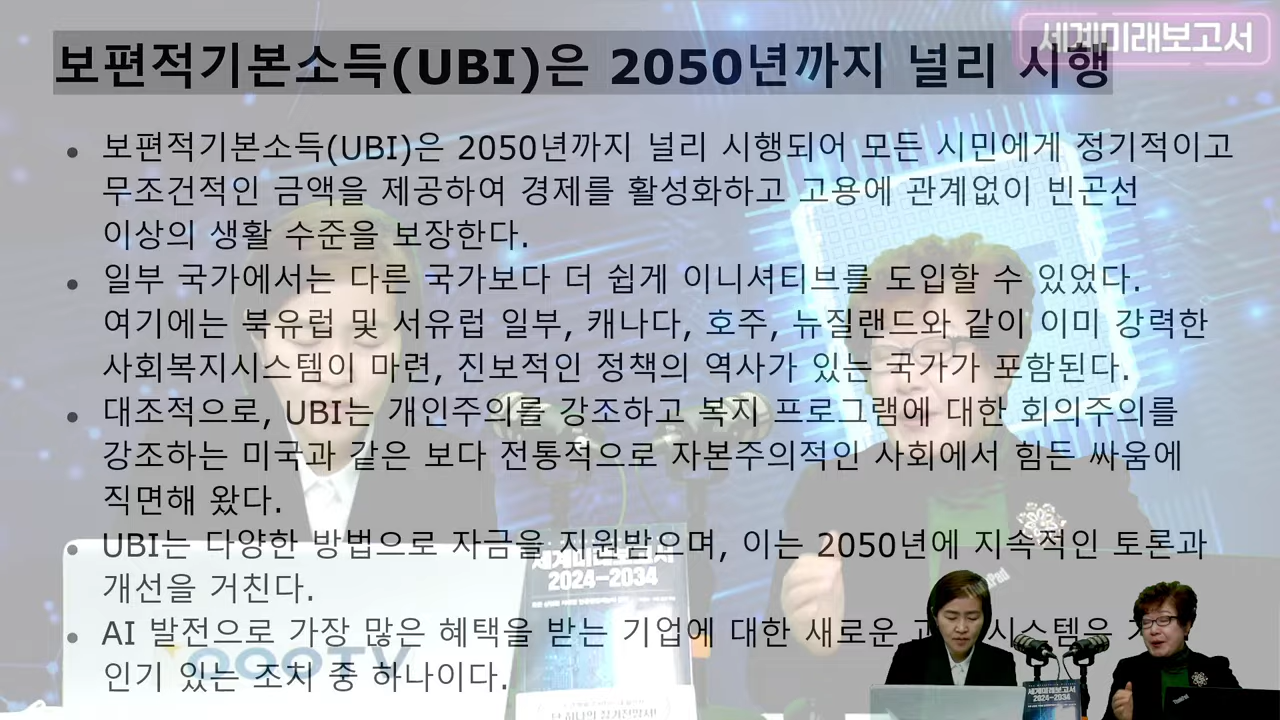 세계미래보고서
보편적기본소득(UBI)은 2050년까지 널리 시행
• 보편적기본소득(UBI)은 2050년까지 널리 시행되어 모든 시민에게 정기적이고
무조건적인 금액을 제공하여 경제를 활성화하고 고용에 관계없이 빈곤선
이상의 생활 수준을 보장한다.
• 일부 국가에서는 다른 국가보다 더 쉽게 이니셔티브를 도입할 수 있었다.
여기에는 북유럽 및 서유럽 일부, 캐나다, 호주, 뉴질랜드와 같이 이미 강력한
사회복지시스템이 마련, 진보적인 정책의 역사가 있는 국가가 포함된다.
• 대조적으로, UBI는 개인주의를 강조하고 복지 프로그램에 대한 회의주의를
강조하는 미국과 같은 보다 전통적으로 자본주의적인 사회에서 힘든 싸움에
직면해 왔다.
• UBI는 다양한 방법으로 자금을 지원받으며, 이는 2050년에 지속적인 토론과
개선을 거친다.
• AI 발전으로 가장 많은 혜택을 받는 기업에 대한 새로운 시스템은
인기 있는 조치 중 하나이다.
세계미래보고서
2024-2034
세계미래보고서
2024-2034